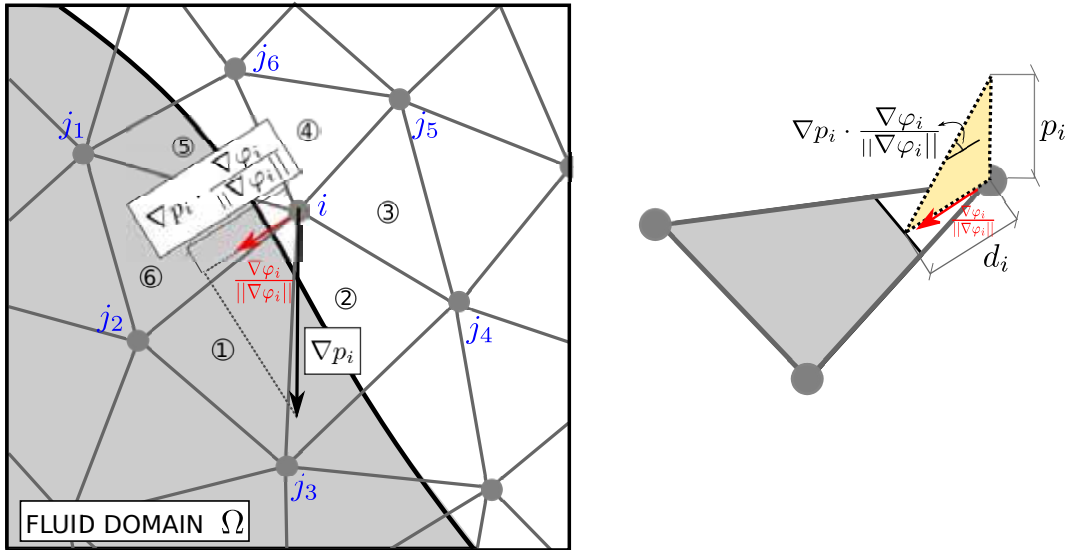 j₆
j₁
j₅
⑤
④
∇pᵢ · ∇φᵢ / ||∇φᵢ||
i
③
⑥
∇φᵢ / ||∇φᵢ||
②
j₂
j₄
①
∇pᵢ
j₃
FLUID DOMAIN Ω
∇pᵢ · ∇φᵢ / ||∇φᵢ||
pᵢ
∇φᵢ / ||∇φᵢ||
dᵢ